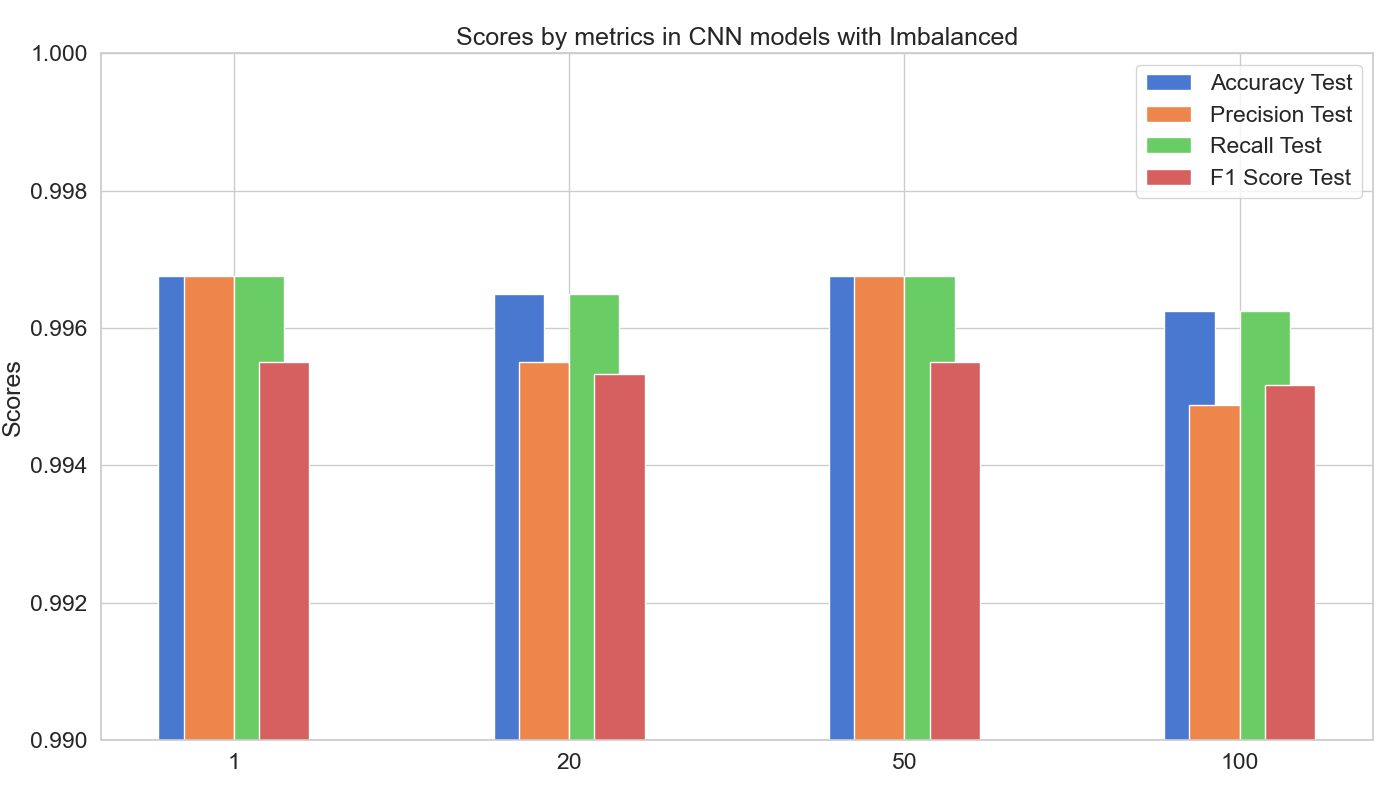 Scores by metrics in CNN models with Imbalanced
1.000
0.998
0.996
0.994
0.992
0.990
Scores
Accuracy Test
Precision Test
Recall Test
F1 Score Test
1 20 50 100